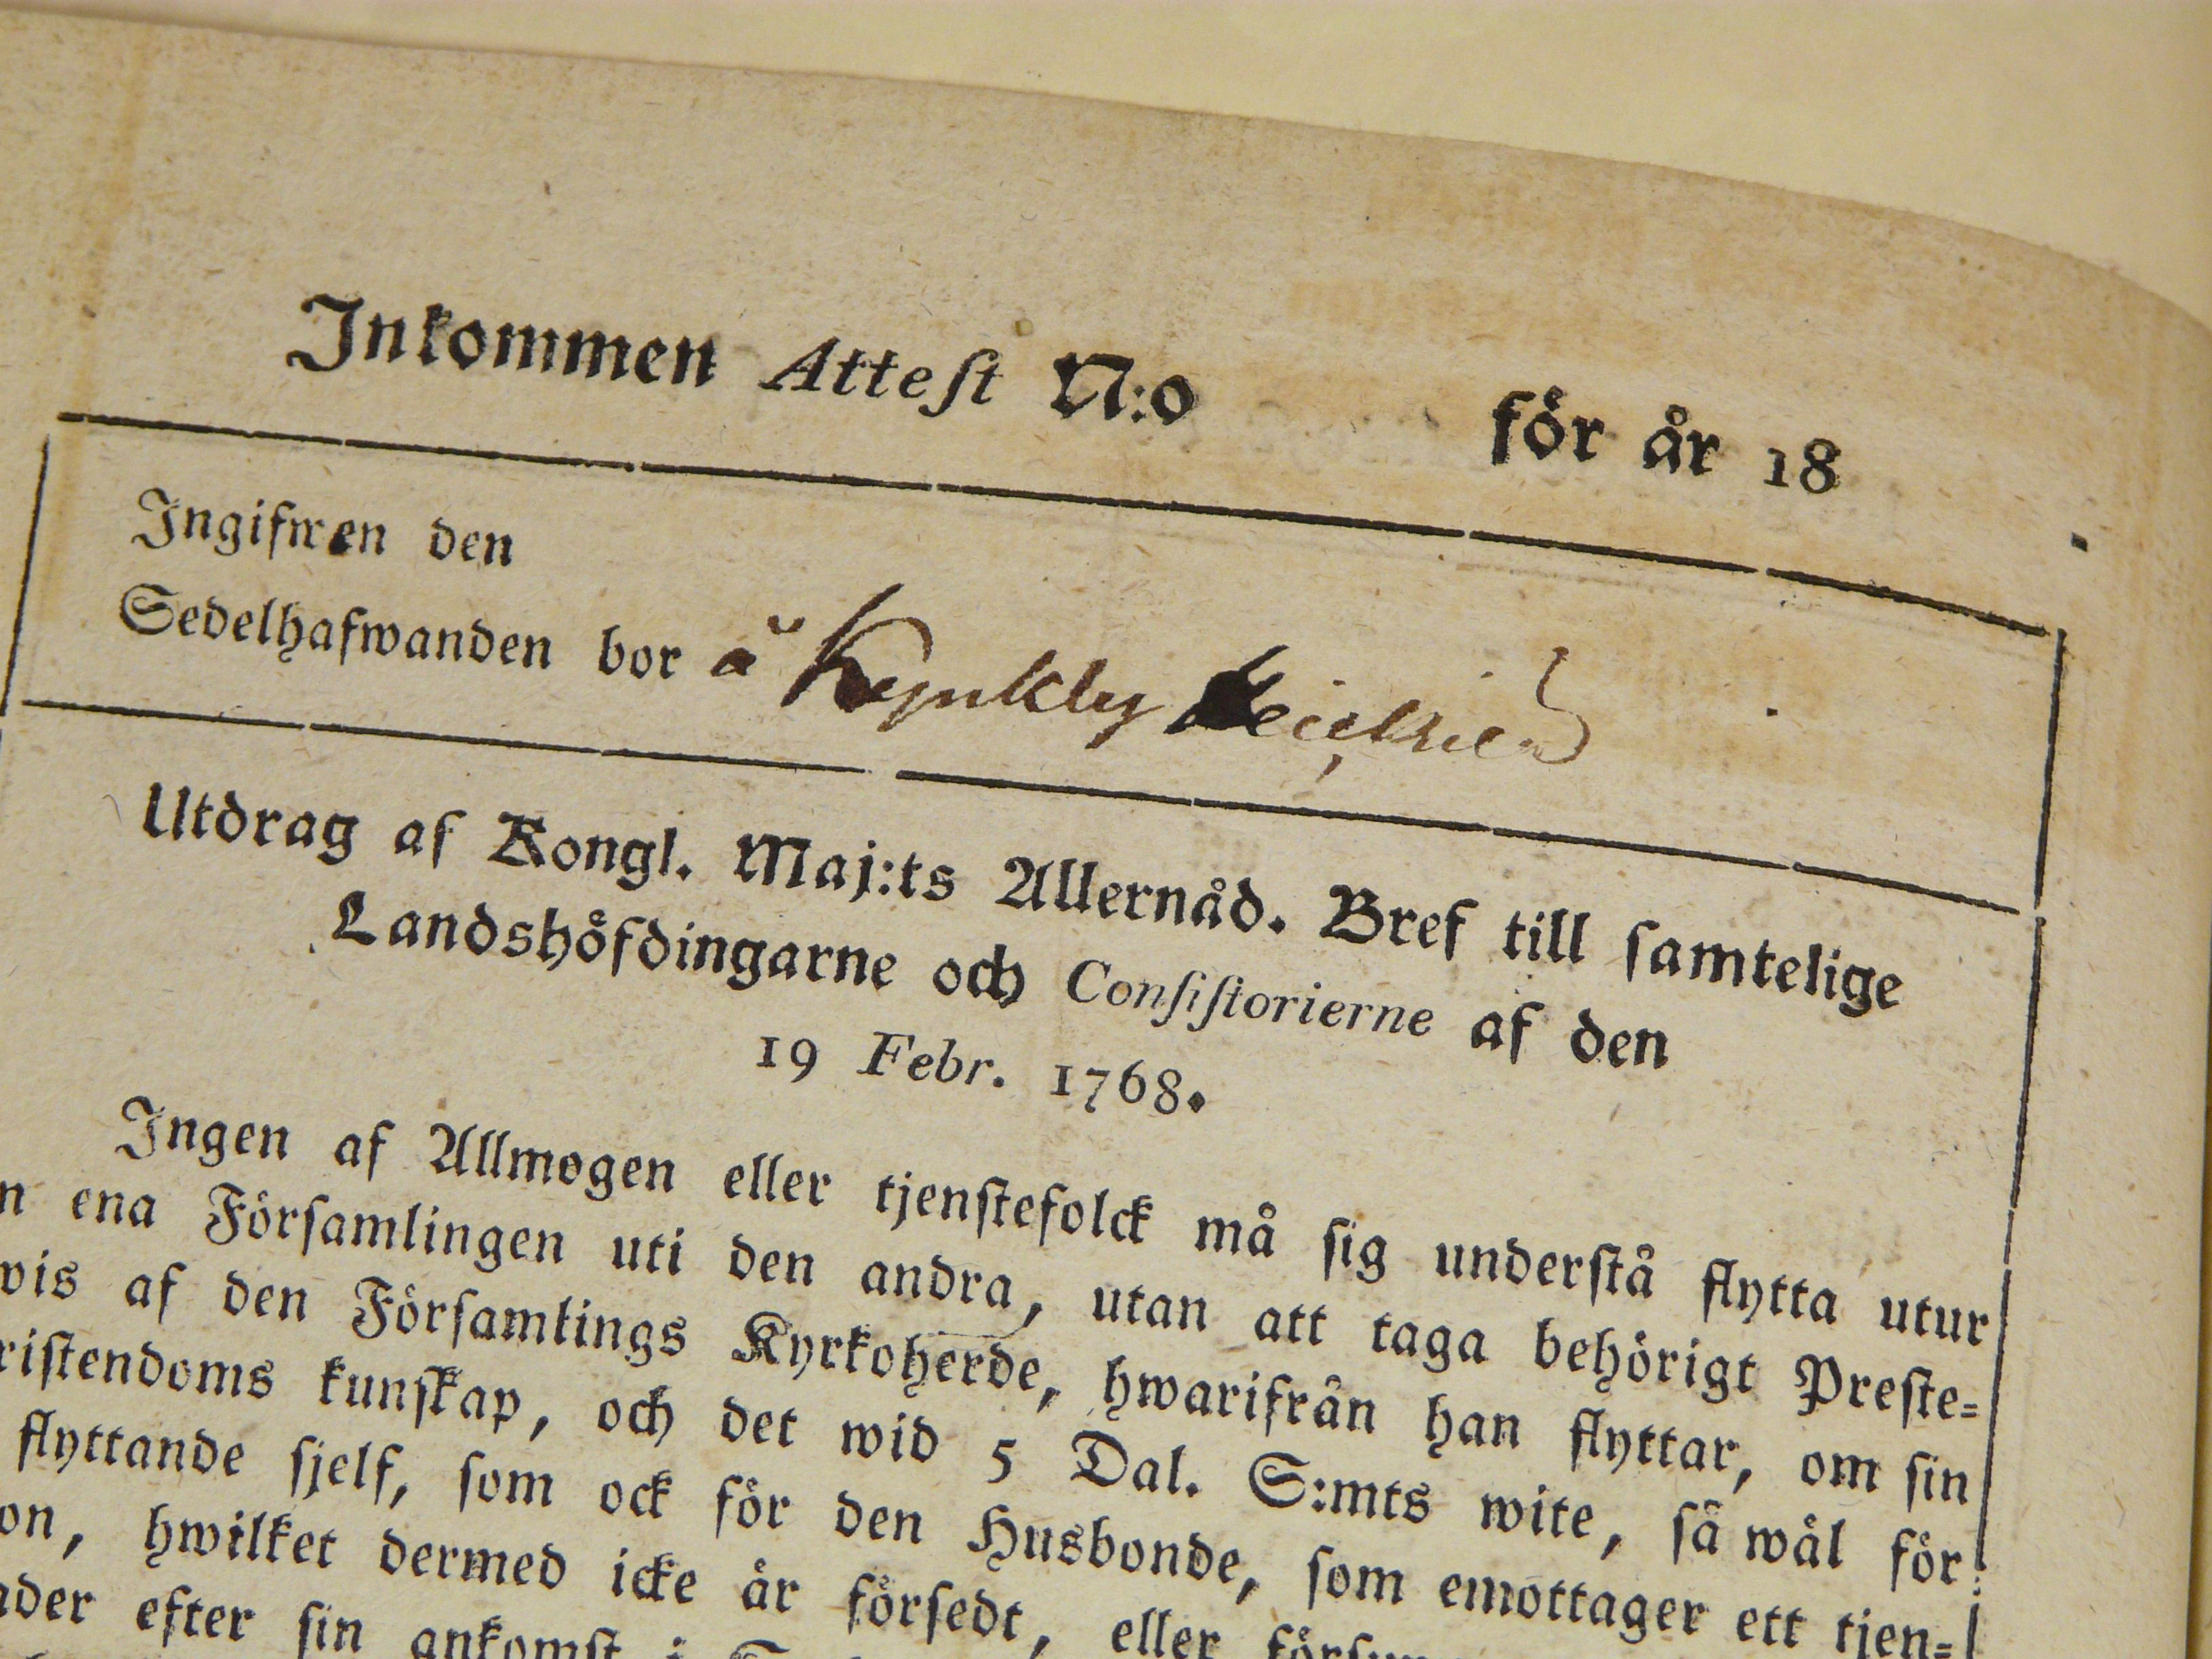 Inkommen Attest N:o för år 18
Ingifwen den
Sedelhafwanden bor å
Utdrag af Kongl. Maj:ts Allernåd. Bref till samtelige
Landshöfdingarne och Consistorierne af den
19 Febr. 1768.
Ingen af Allmogen eller tjenstefolck må sig understå flytta utur
n ena Församlingen uti den andra, utan att taga behörigt Preste-
wis af den Församlings Kyrkoherde, hwarifrån han flyttar, om sin
ristendoms kunskap, och det wid 5 Dal. S:mts wite, så wäl för
flyttande sjelf, som ock för den Husbonde, som emottager ett tjen-
on, hwilket dermed icke är försedt, eller
ader efter sin ankomst i